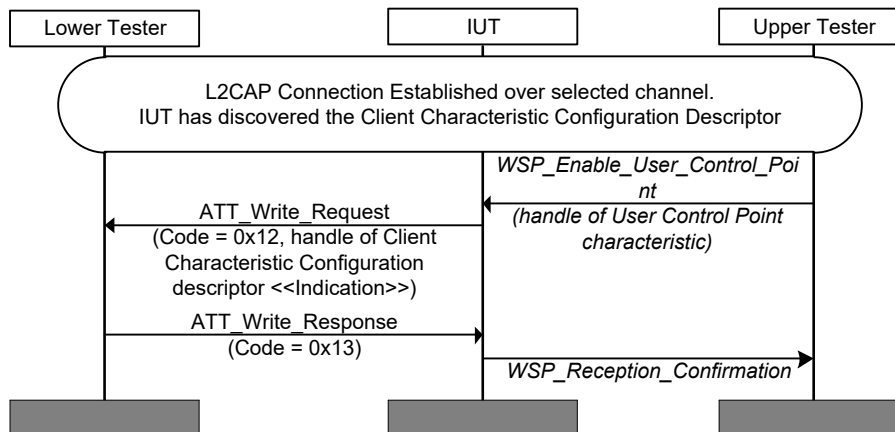 Lower Tester
IUT
Upper Tester
L2CAP Connection Established over selected channel.
IUT has discovered the Client Characteristic Configuration Descriptor
WSP_Enable_User_Control_Poi
nt
(handle of User Control Point
characteristic)
ATT_Write_Request
(Code = 0x12, handle of Client
Characteristic Configuration
descriptor <<Indication>>)
ATT_Write_Response
(Code = 0x13)
WSP_Reception_Confirmation